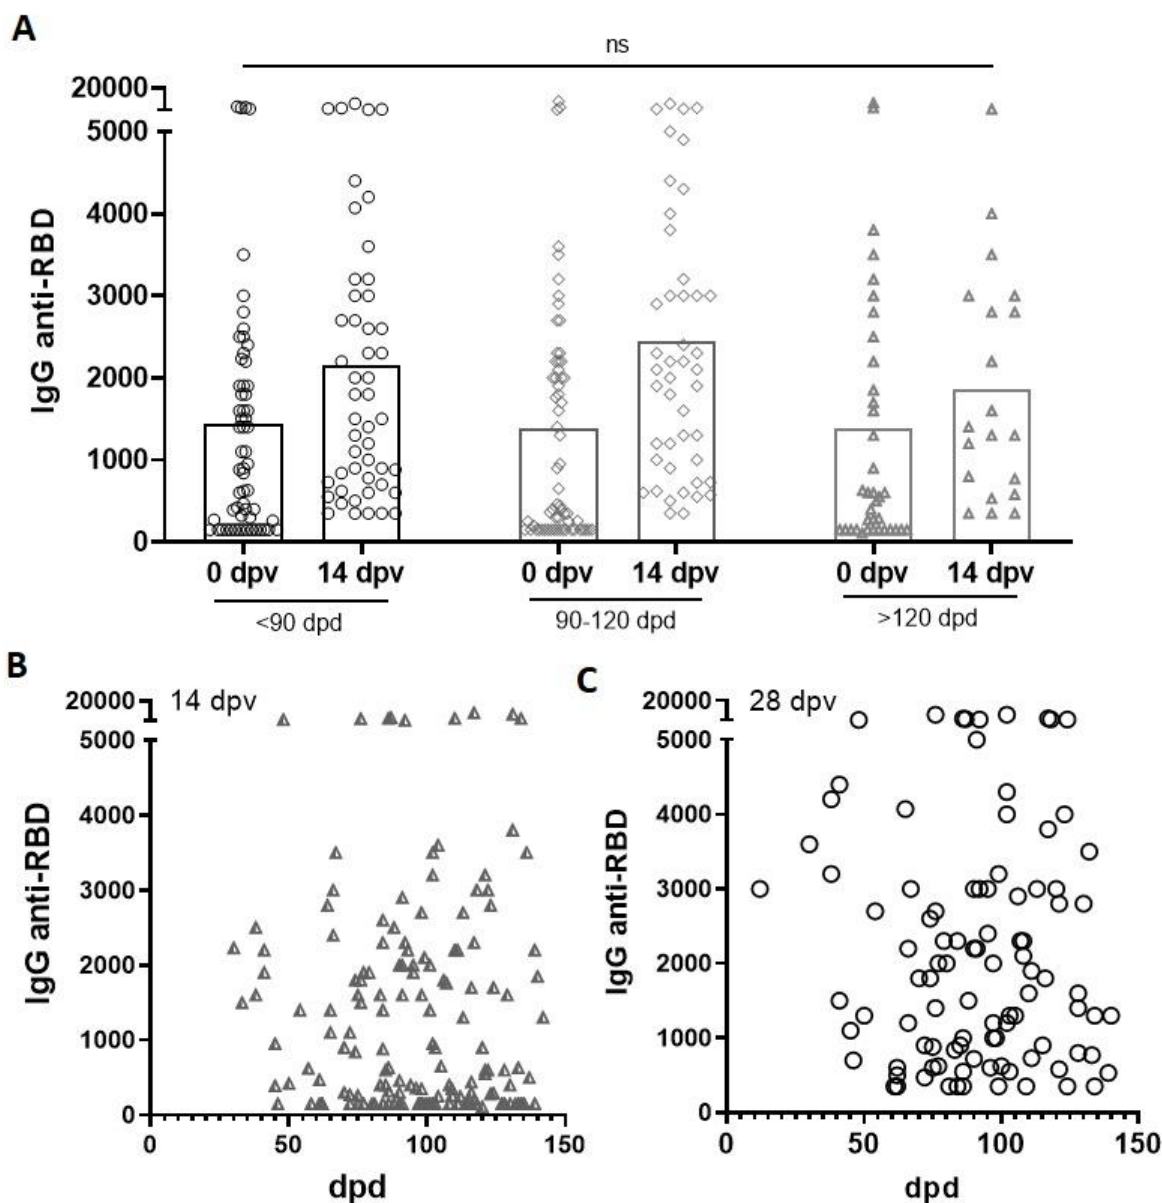 A
ns
20000
5000
4000
3000
2000
1000
0
IgG anti-RBD
0 dpv 14 dpv 0 dpv 14 dpv 0 dpv 14 dpv
<90 dpd 90-120 dpd >120 dpd
B
14 dpv
20000
5000
4000
3000
2000
1000
0
IgG anti-RBD
0 50 100 150
dpd
C
28 dpv
20000
5000
4000
3000
2000
1000
0
IgG anti-RBD
0 50 100 150
dpd